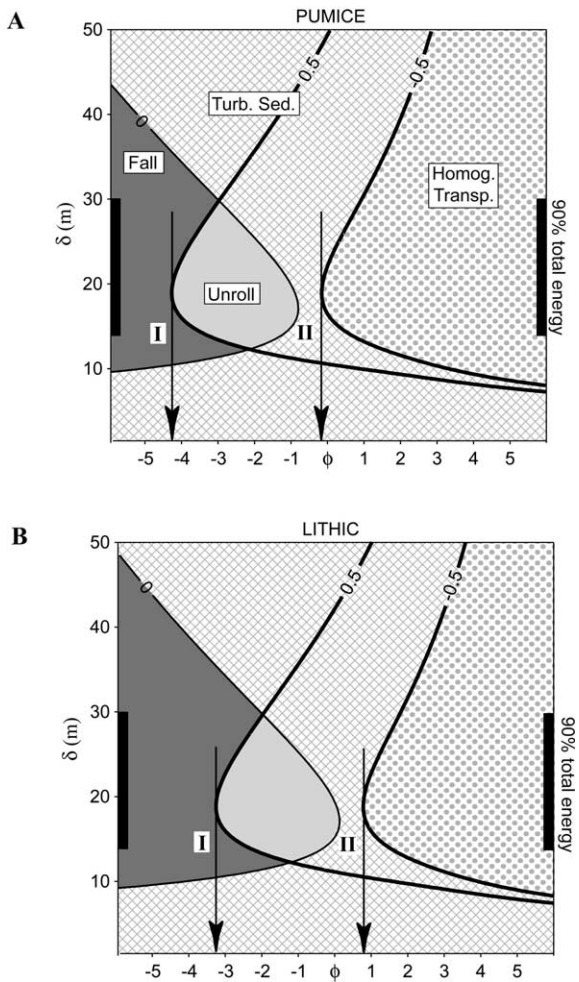 A
PUMICE
50
40
30
20
10
δ (m)
0
0.5
-0.5
Turb. Sed.
Fall
Homog.
Transp.
Unroll
I
II
90% total energy
-5 -4 -3 -2 -1 ϕ 1 2 3 4 5
B
LITHIC
50
40
30
20
10
δ (m)
0
0.5
-0.5
I
II
90% total energy
-5 -4 -3 -2 -1 ϕ 1 2 3 4 5